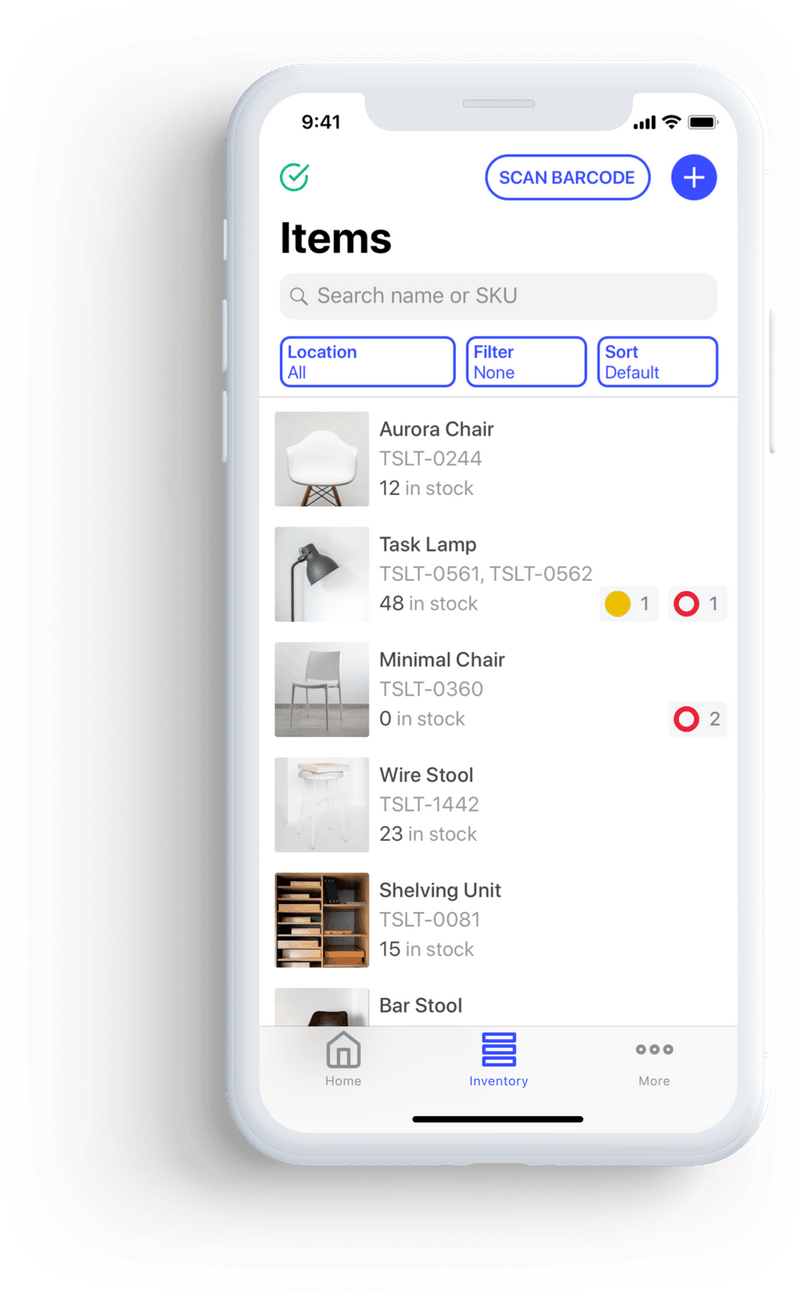 9:41
SCAN BARCODE
Items
Search name or SKU
Location
All
Filter
None
Sort
Default
Aurora Chair
TSLT-0244
12 in stock
Task Lamp
TSLT-0561, TSLT-0562
48 in stock
1
1
Minimal Chair
TSLT-0360
0 in stock
2
Wire Stool
TSLT-1442
23 in stock
Shelving Unit
TSLT-0081
15 in stock
Bar Stool
Home
Inventory
More